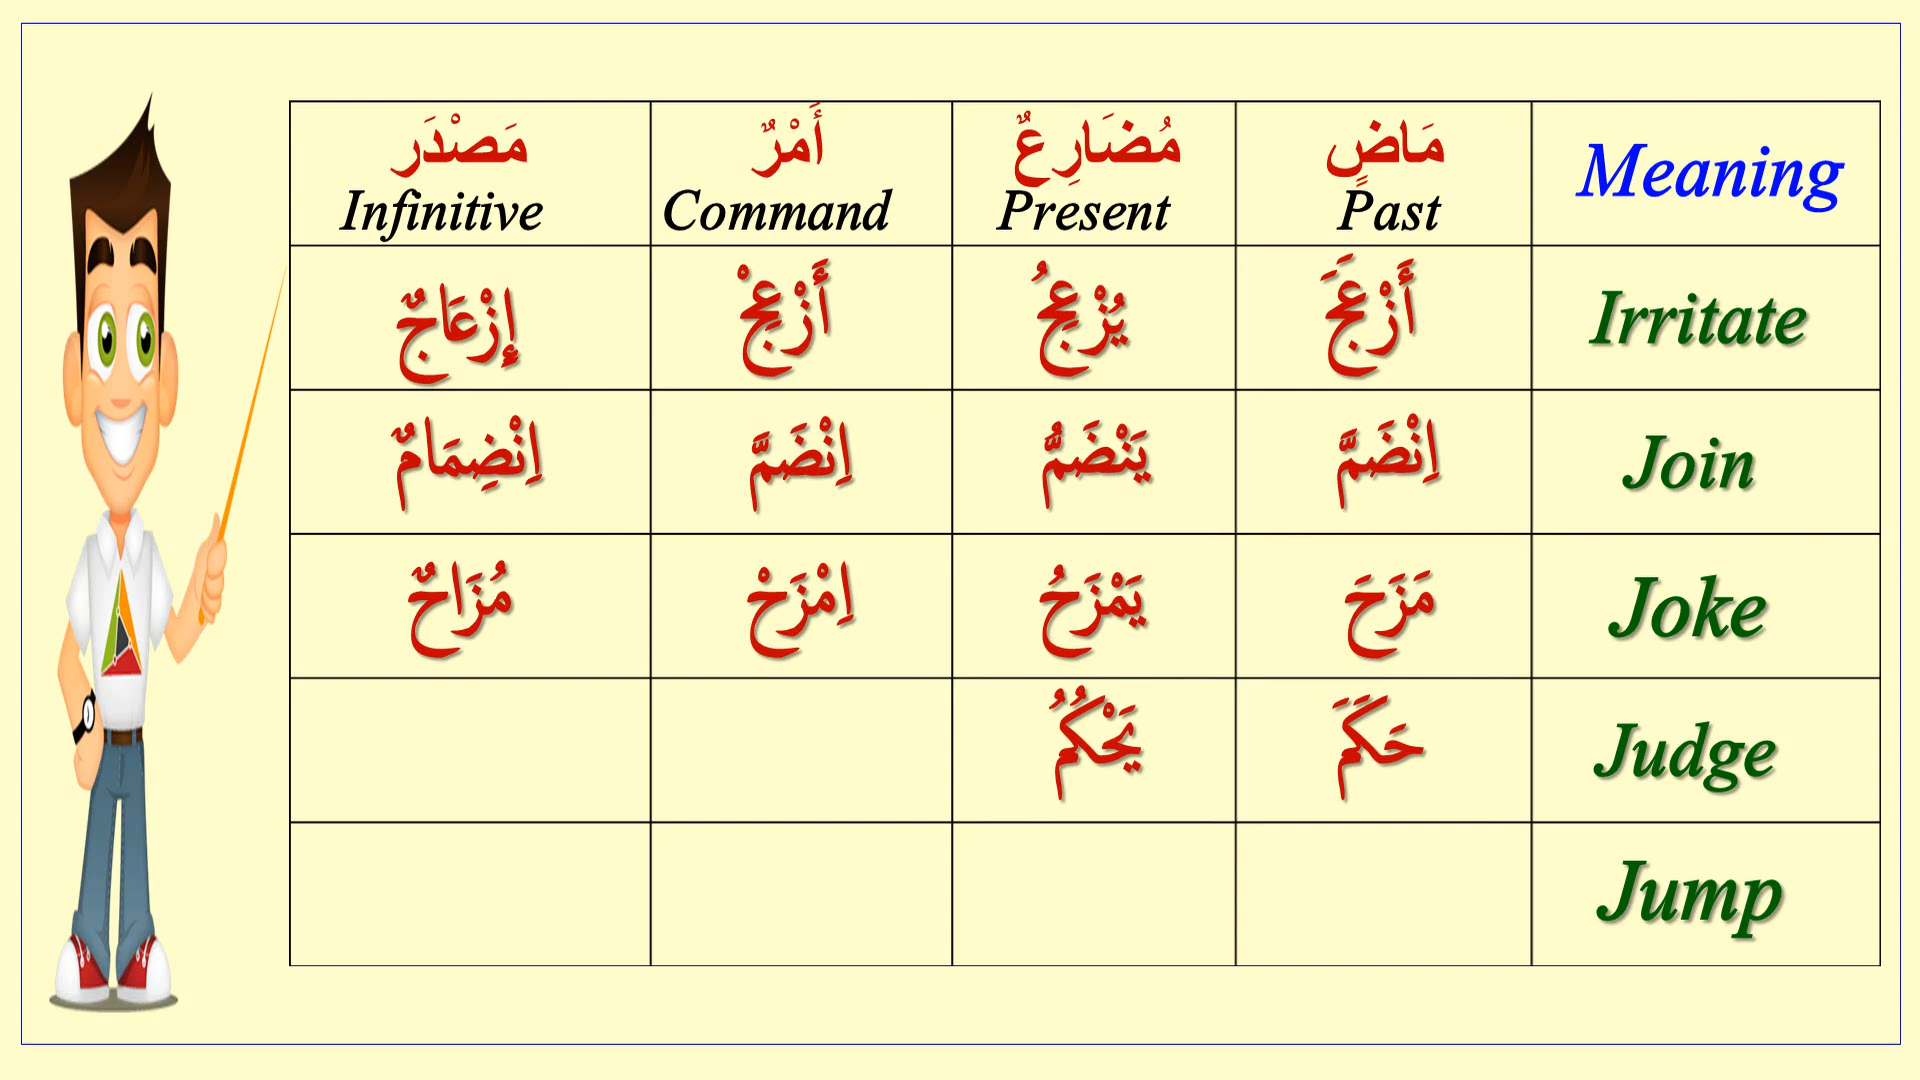 Meaning
مَاضٍ
Past
مُضَارِعٌ
Present
أَمْرٌ
Command
مَصْدَر
Infinitive
Irritate
أَزْعَجَ
يُزْعِجُ
أَزْعِجْ
إِزْعَاجٌ
Join
اِنْضَمَّ
يَنْضَمُّ
اِنْضَمَّ
اِنْضِمَامٌ
Joke
مَزَحَ
يَمْزَحُ
اِمْزَحْ
مُزَاحٌ
Judge
حَكَمَ
يَحْكُمُ
Jump